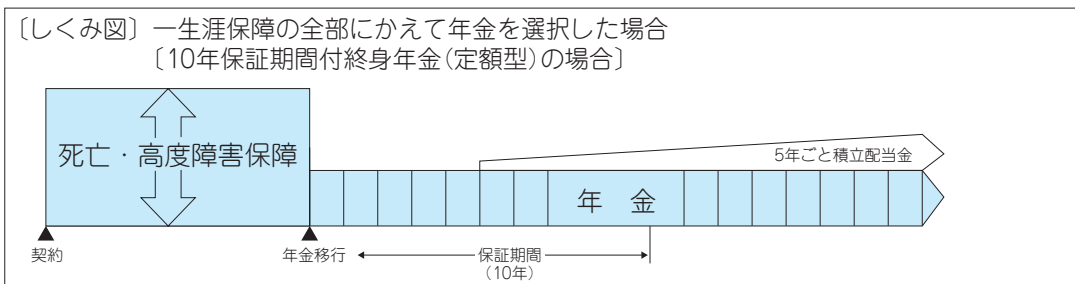 〔しくみ図〕一生涯保障の全部にかえて年金を選択した場合
〔10年保証期間付終身年金(定額型)の場合〕
死亡・高度障害保障
5年ごと積立配当金
年 金
契約
年金移行
保証期間
(10年)